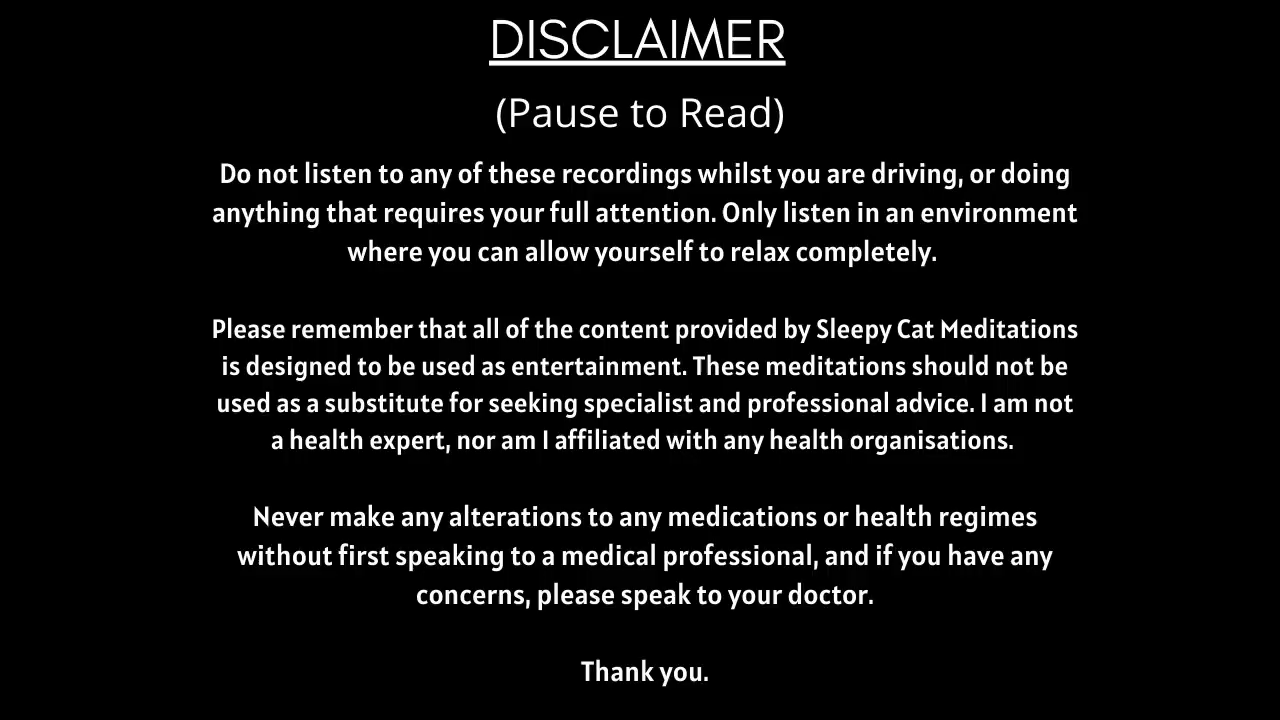 DISCLAIMER
(Pause to Read)
Do not listen to any of these recordings whilst you are driving, or doing
anything that requires your full attention. Only listen in an environment
where you can allow yourself to relax completely.
Please remember that all of the content provided by Sleepy Cat Meditations
is designed to be used as entertainment. These meditations should not be
used as a substitute for seeking specialist and professional advice. I am not
a health expert, nor am I affiliated with any health organisations.
Never make any alterations to any medications or health regimes
without first speaking to a medical professional, and if you have any
concerns, please speak to your doctor.
Thank you.